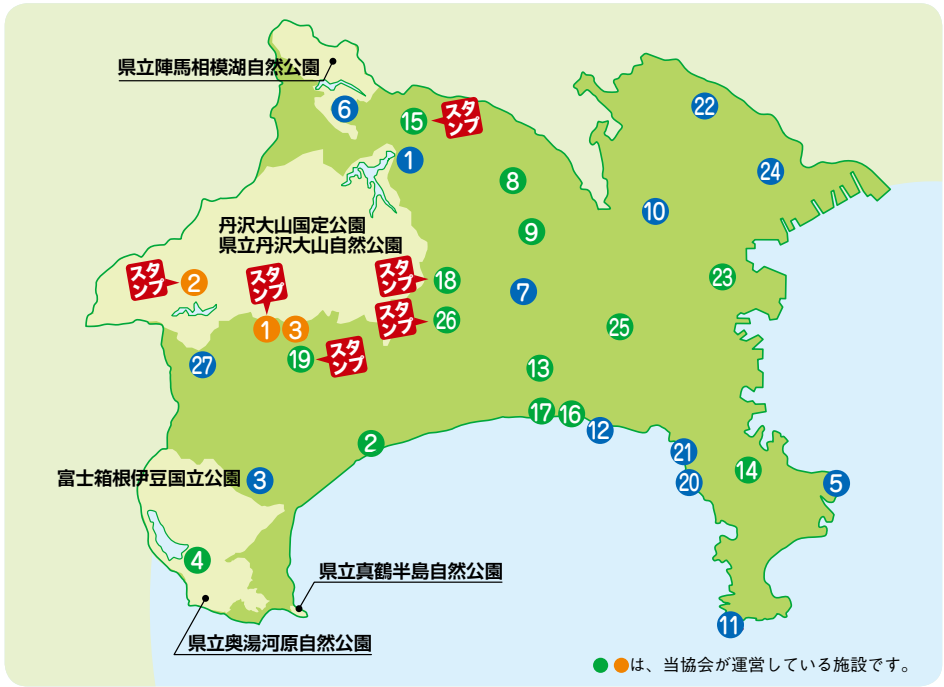 県立陣馬相模湖自然公園
22
6
15
スタ
ンプ
1
24
8
10
丹沢大山国定公園
県立丹沢大山自然公園
9
スタ
ンプ
2
スタ
ンプ
スタ
ンプ
18
23
7
スタ
ンプ
26
1
3
25
27
19
スタ
ンプ
13
17
16
2
12
21
14
富士箱根伊豆国立公園
3
20
5
4
県立真鶴半島自然公園
11
県立奥湯河原自然公園
は、当協会が運営している施設です。